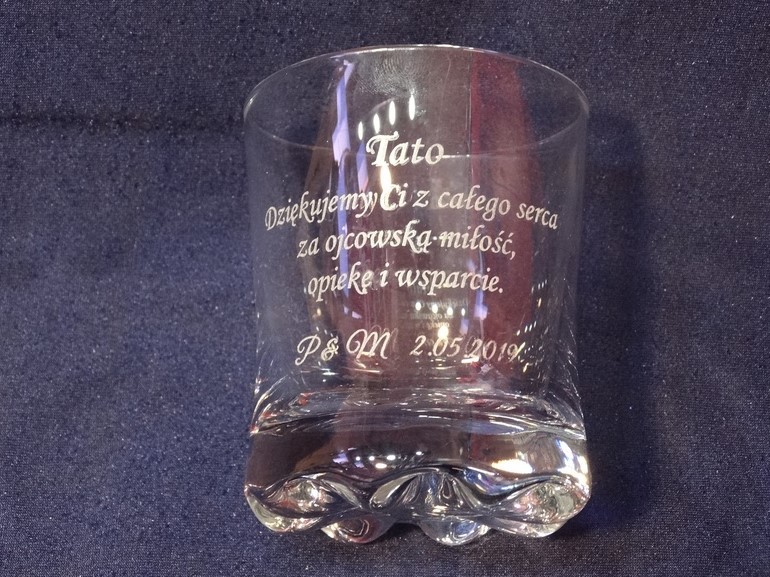 Tato
Dziękujemy Ci z całego serca
za ojcowską miłość,
opiekę i wsparcie.
P & M 2.05.2019